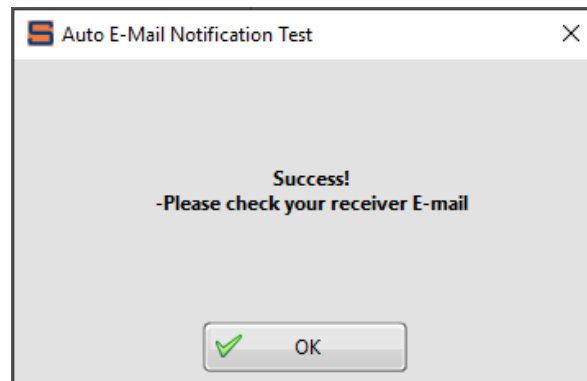 Auto E-Mail Notification Test
Success!
-Please check your receiver E-mail
OK